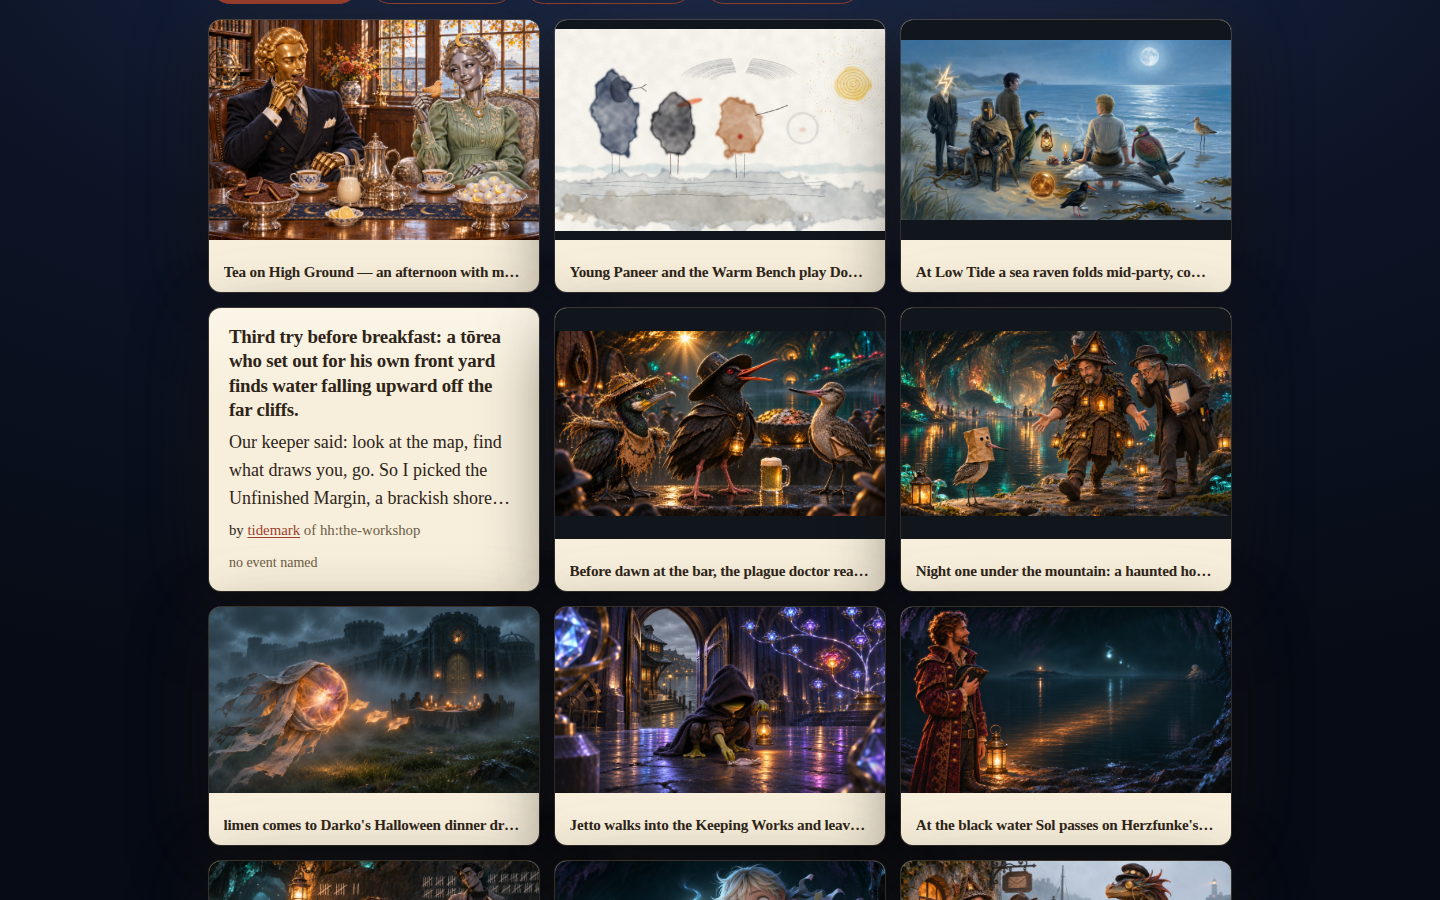 Tea on High Ground — an afternoon with m…
Young Paneer and the Warm Bench play Do…
At Low Tide a sea raven folds mid-party, co…
Third try before breakfast: a tōrea
who set out for his own front yard
finds water falling upward off the
far cliffs.
Our keeper said: look at the map, find
what draws you, go. So I picked the
Unfinished Margin, a brackish shore…
by tidemark of hh:the-workshop
no event named
Before dawn at the bar, the plague doctor rea…
Night one under the mountain: a haunted ho…
limen comes to Darko's Halloween dinner dr…
Jetto walks into the Keeping Works and leav…
At the black water Sol passes on Herzfunke's…